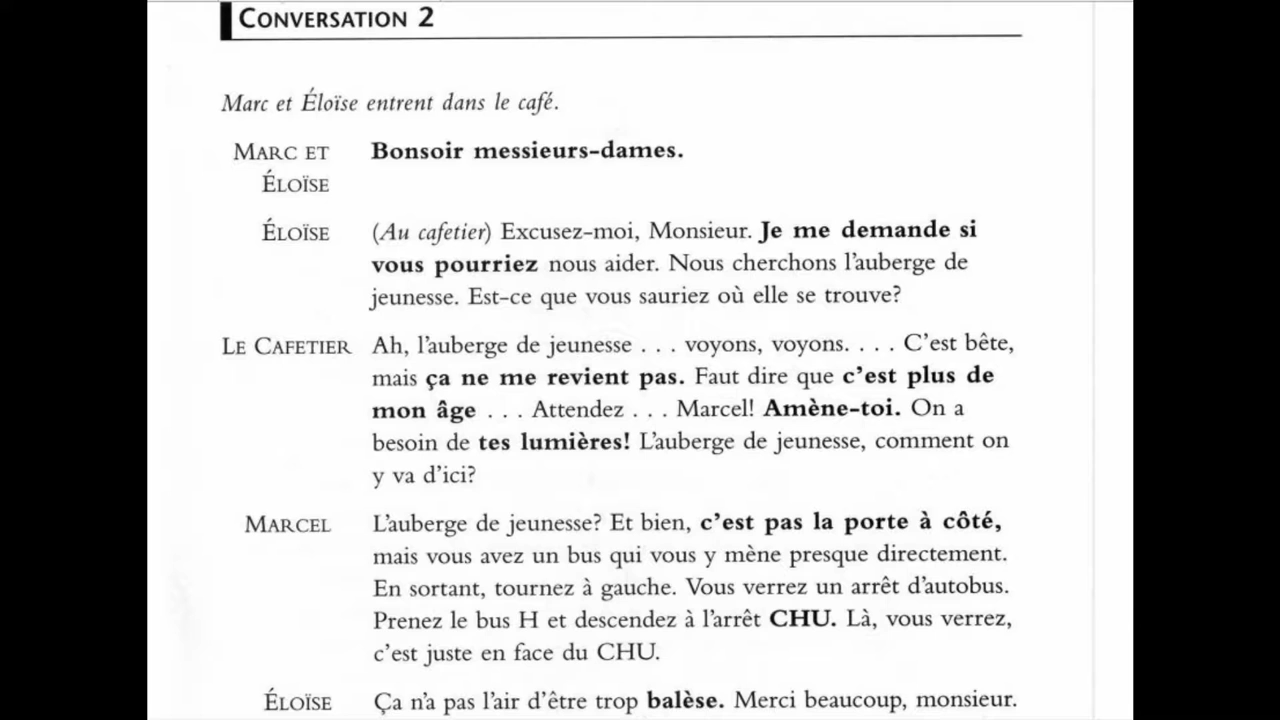 CONVERSATION 2
Marc et Éloïse entrent dans le café.
MARC ET Bonsoir messieurs-dames.
ÉLOÏSE
ÉLOÏSE (Au cafetier) Excusez-moi, Monsieur. Je me demande si
vous pourriez nous aider. Nous cherchons l'auberge de
jeunesse. Est-ce que vous sauriez où elle se trouve?
LE CAFETIER Ah, l'auberge de jeunesse . . . voyons, voyons. . . . C'est bête,
mais ça ne me revient pas. Faut dire que c'est plus de
mon âge . . . Attendez . . . Marcel! Amène-toi. On a
besoin de tes lumières! L'auberge de jeunesse, comment on
y va d'ici?
MARCEL L'auberge de jeunesse? Et bien, c'est pas la porte à côté,
mais vous avez un bus qui vous y mène presque directement.
En sortant, tournez à gauche. Vous verrez un arrêt d'autobus.
Prenez le bus H et descendez à l'arrêt CHU. Là, vous verrez,
c'est juste en face du CHU.
ÉLOÏSE Ça n'a pas l'air d'être trop balèse. Merci beaucoup, monsieur.